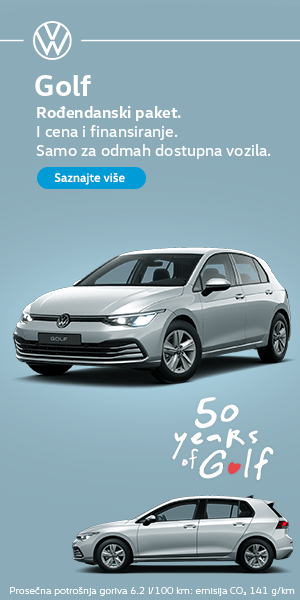 Golf
Rođendanski paket.
I cena i finansiranje.
Samo za odmah dostupna vozila.
Saznajte više
GOLF
50
years
of Golf
Prosečna potrošnja goriva 6.2 l/100 km: emisija CO₂ 141 g/km